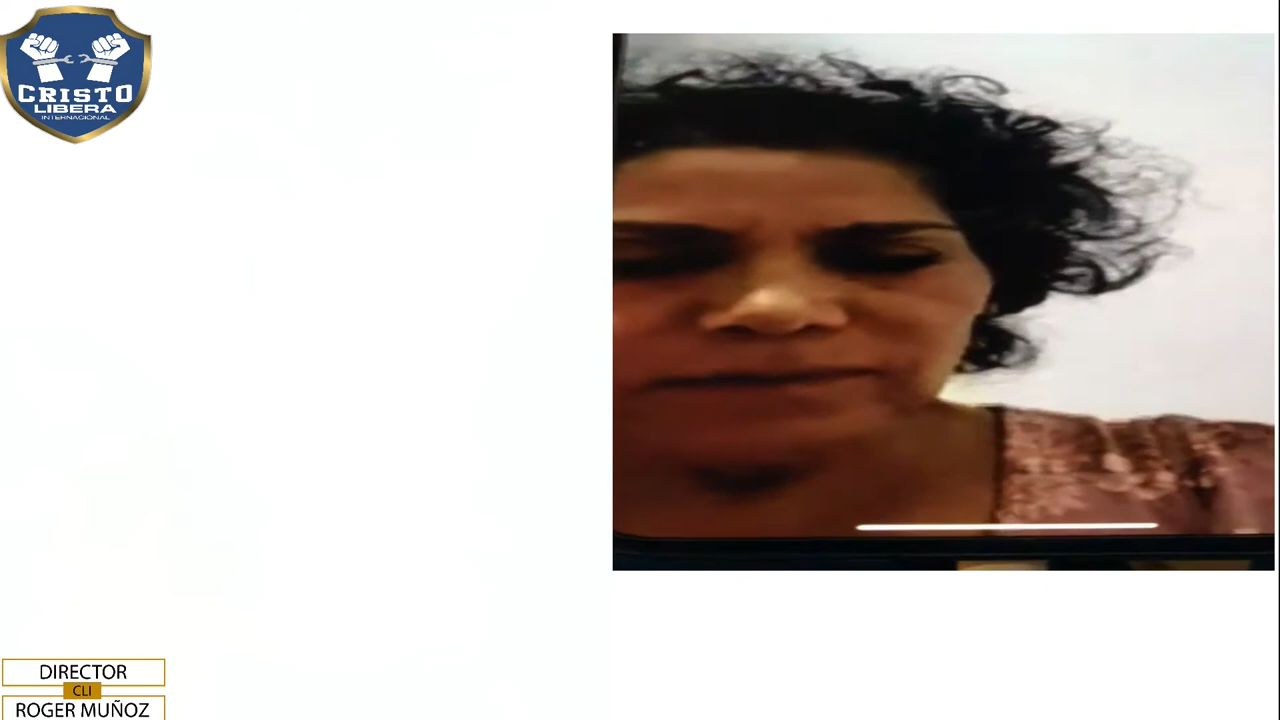 CRISTO
LIBERA
INTERNACIONAL
DIRECTOR
CLI
ROGER MUÑOZ